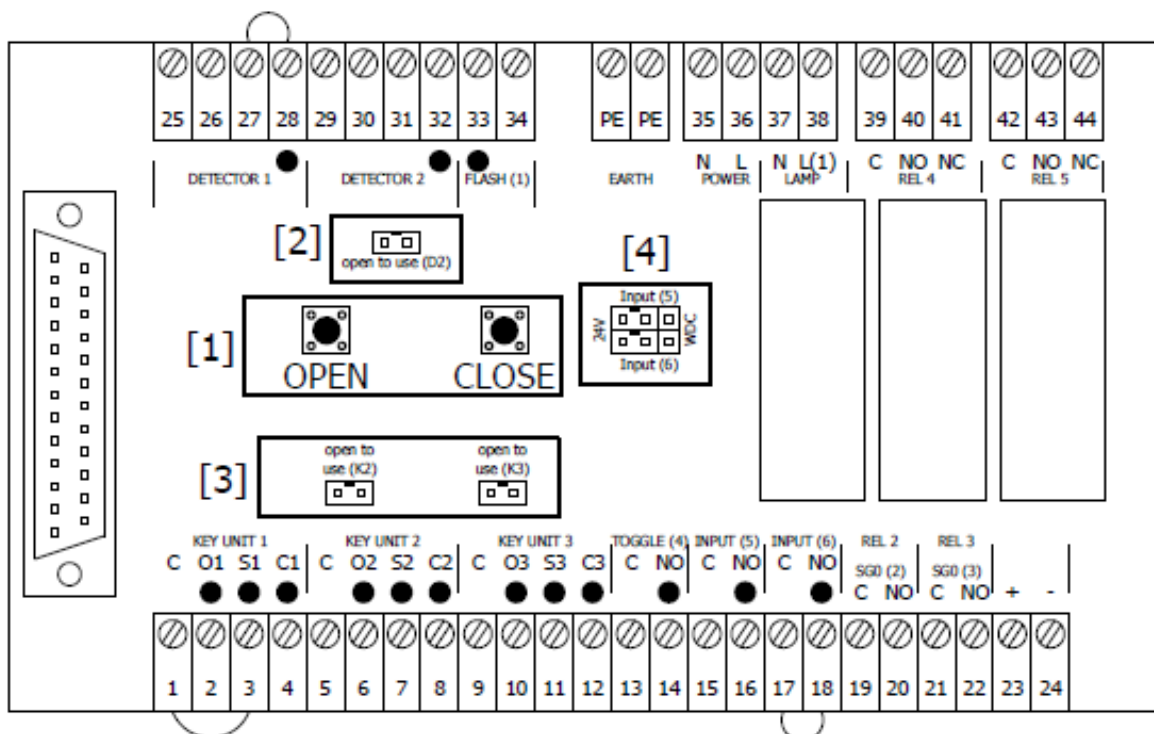 25 26 27 28 29 30 31 32 33 34 PE PE 35 36 37 38 39 40 41 42 43 44
N L N L(1) C NO NC C NO NC
DETECTOR 1 DETECTOR 2 FLASH (1) EARTH POWER LAMP REL 4 REL 5
[2]
open to use (D2)
[4]
Input (5)
24V WDC
Input (6)
[1]
OPEN CLOSE
[3]
open to use (K2)
open to use (K3)
KEY UNIT 1 KEY UNIT 2 KEY UNIT 3 TOGGLE (4) INPUT (5) INPUT (6) REL 2 REL 3
SG0 (2) SG0 (3)
C O1 S1 C1 C O2 S2 C2 C O3 S3 C3 C NO C NO C NO C NO C NO + -
1 2 3 4 5 6 7 8 9 10 11 12 13 14 15 16 17 18 19 20 21 22 23 24